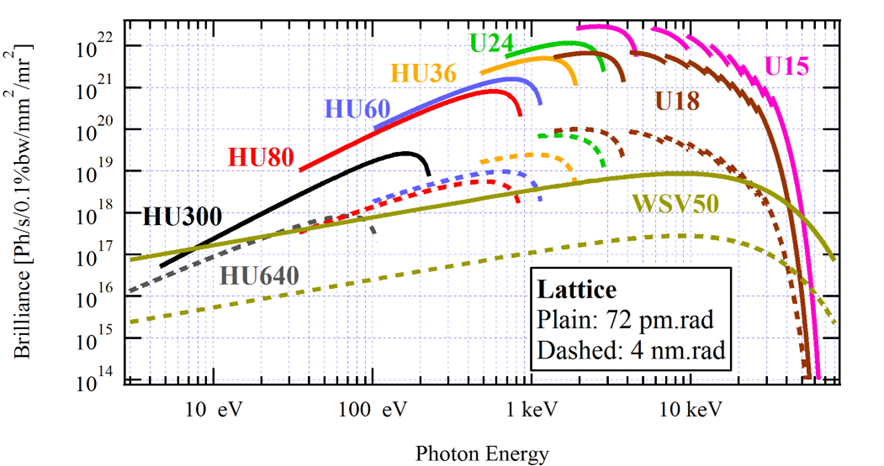 Brilliance [Ph/s/0.1%bw/mm²/mr²]
10²²
10²¹
10²⁰
10¹⁹
10¹⁸
10¹⁷
10¹⁶
10¹⁵
10¹⁴
U24
HU36
HU60
HU80
HU300
HU640
U15
U18
WSV50
Lattice
Plain: 72 pm.rad
Dashed: 4 nm.rad
10 eV
100 eV
1 keV
10 keV
Photon Energy